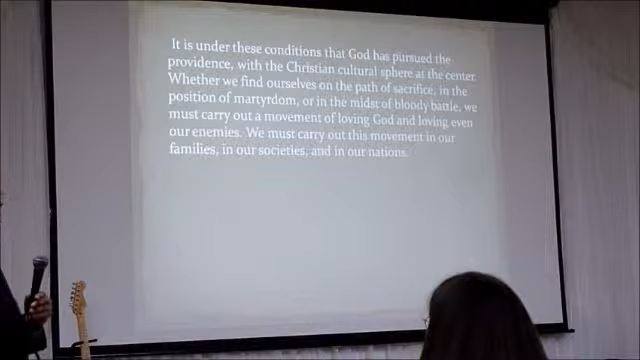 It is under these conditions that God has pursued the
providence, with the Christian cultural sphere at the center.
Whether we find ourselves on the path of sacrifice, in the
position of martyrdom, or in the midst of bloody battle, we
must carry out a movement of loving God and loving even
our enemies. We must carry out this movement in our
families, in our societies, and in our nations.